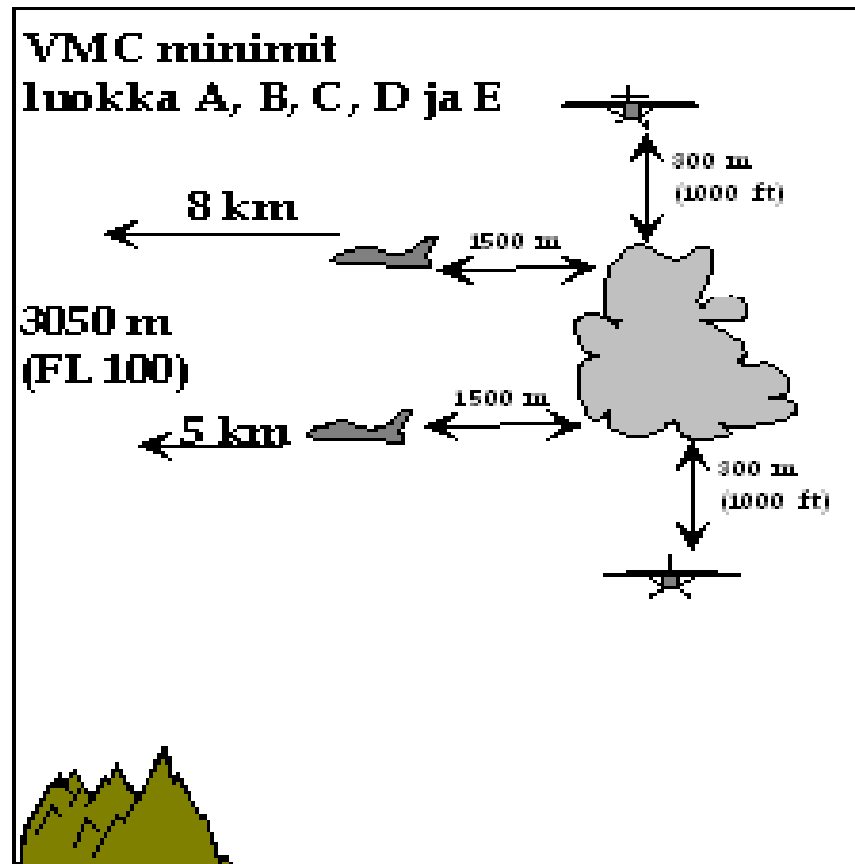 VMC minimit
luokka A, B, C, D ja E
300 m
(1000 ft)
8 km
1500 m
3050 m
(FL 100)
1500 m
5 km
300 m
(1000 ft)